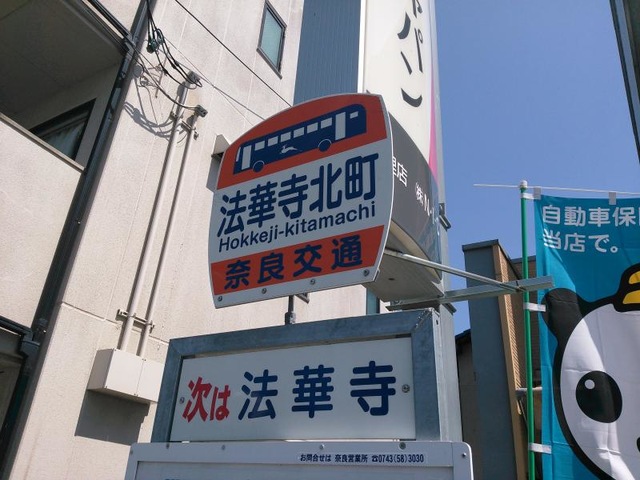 法華寺北町
Hokkeji-kitamachi
奈良交通
次は 法華寺
お問合せは 奈良営業所 ☎0743(58)3030
自動車保
当店で。